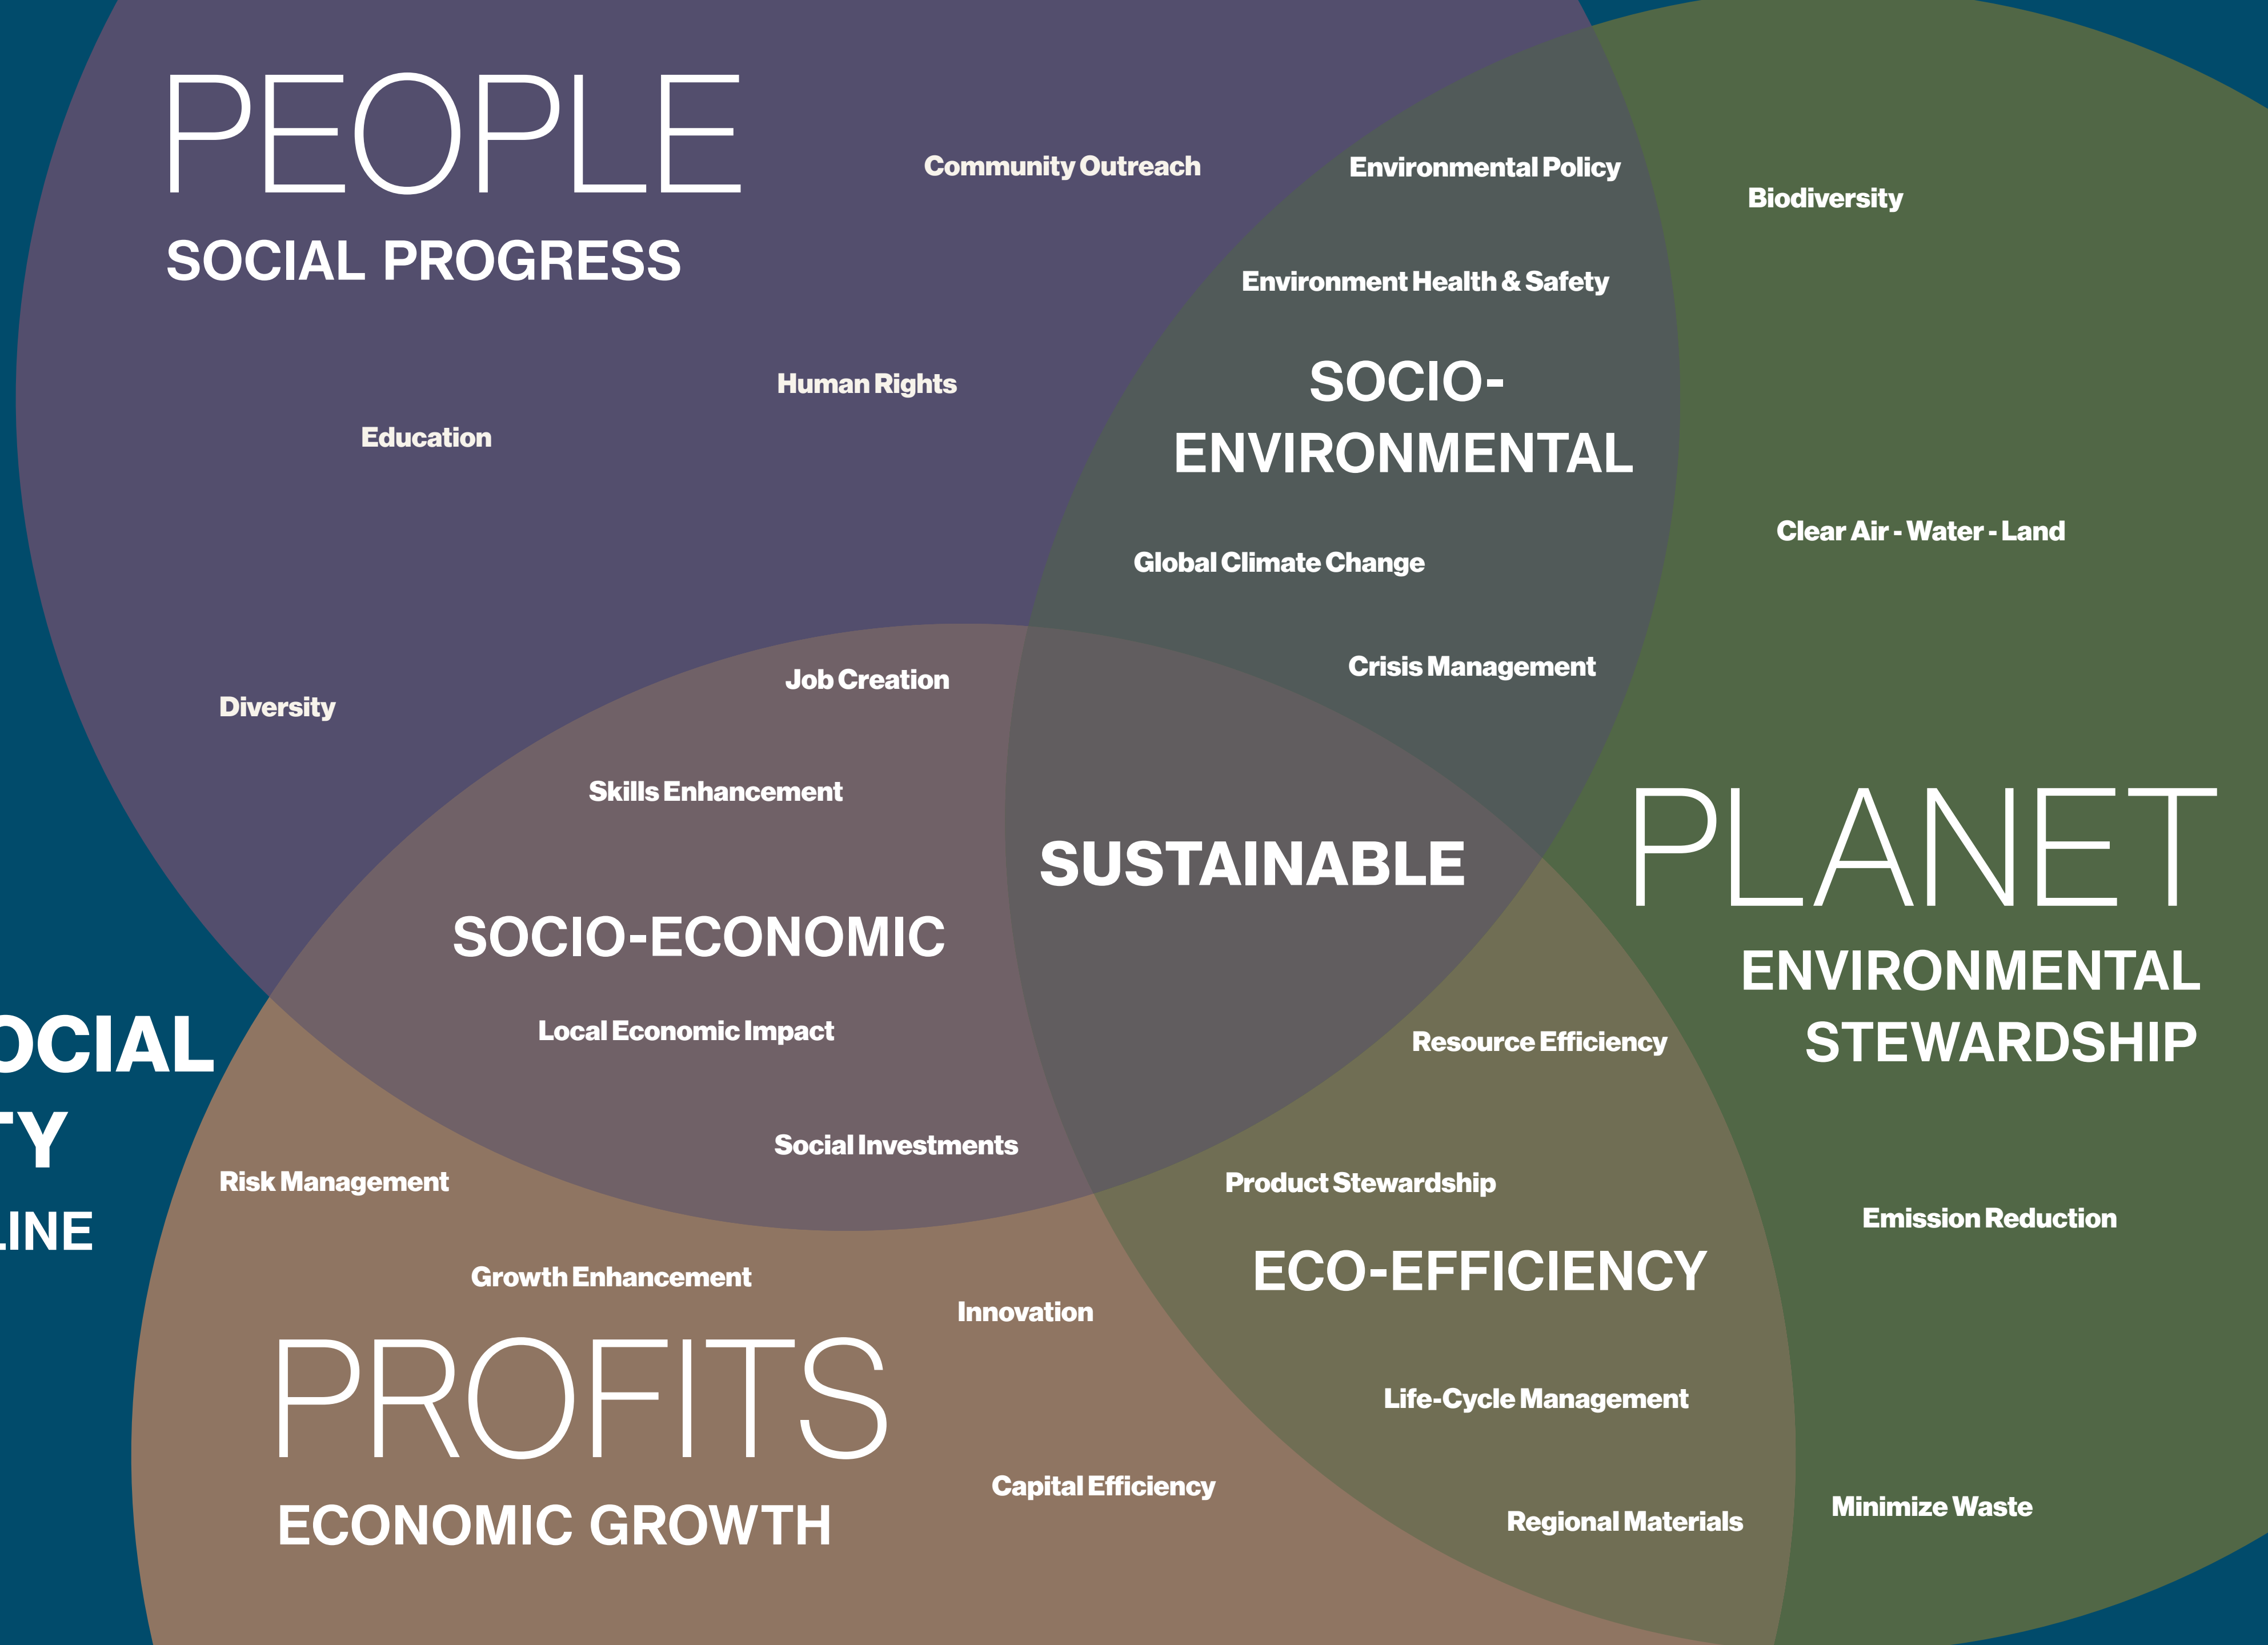 PEOPLE
SOCIAL PROGRESS
Community Outreach
Human Rights
Education
Diversity
Environmental Policy
Environment Health & Safety
SOCIO-
ENVIRONMENTAL
Global Climate Change
Crisis Management
Biodiversity
Clear Air - Water - Land
PLANET
ENVIRONMENTAL
STEWARDSHIP
Emission Reduction
Minimize Waste
Job Creation
Skills Enhancement
SOCIO-ECONOMIC
Local Economic Impact
Social Investments
SUSTAINABLE
Resource Efficiency
Product Stewardship
ECO-EFFICIENCY
Life-Cycle Management
Regional Materials
OCIAL
TY
LINE
Risk Management
Growth Enhancement
Innovation
PROFITS
ECONOMIC GROWTH
Capital Efficiency